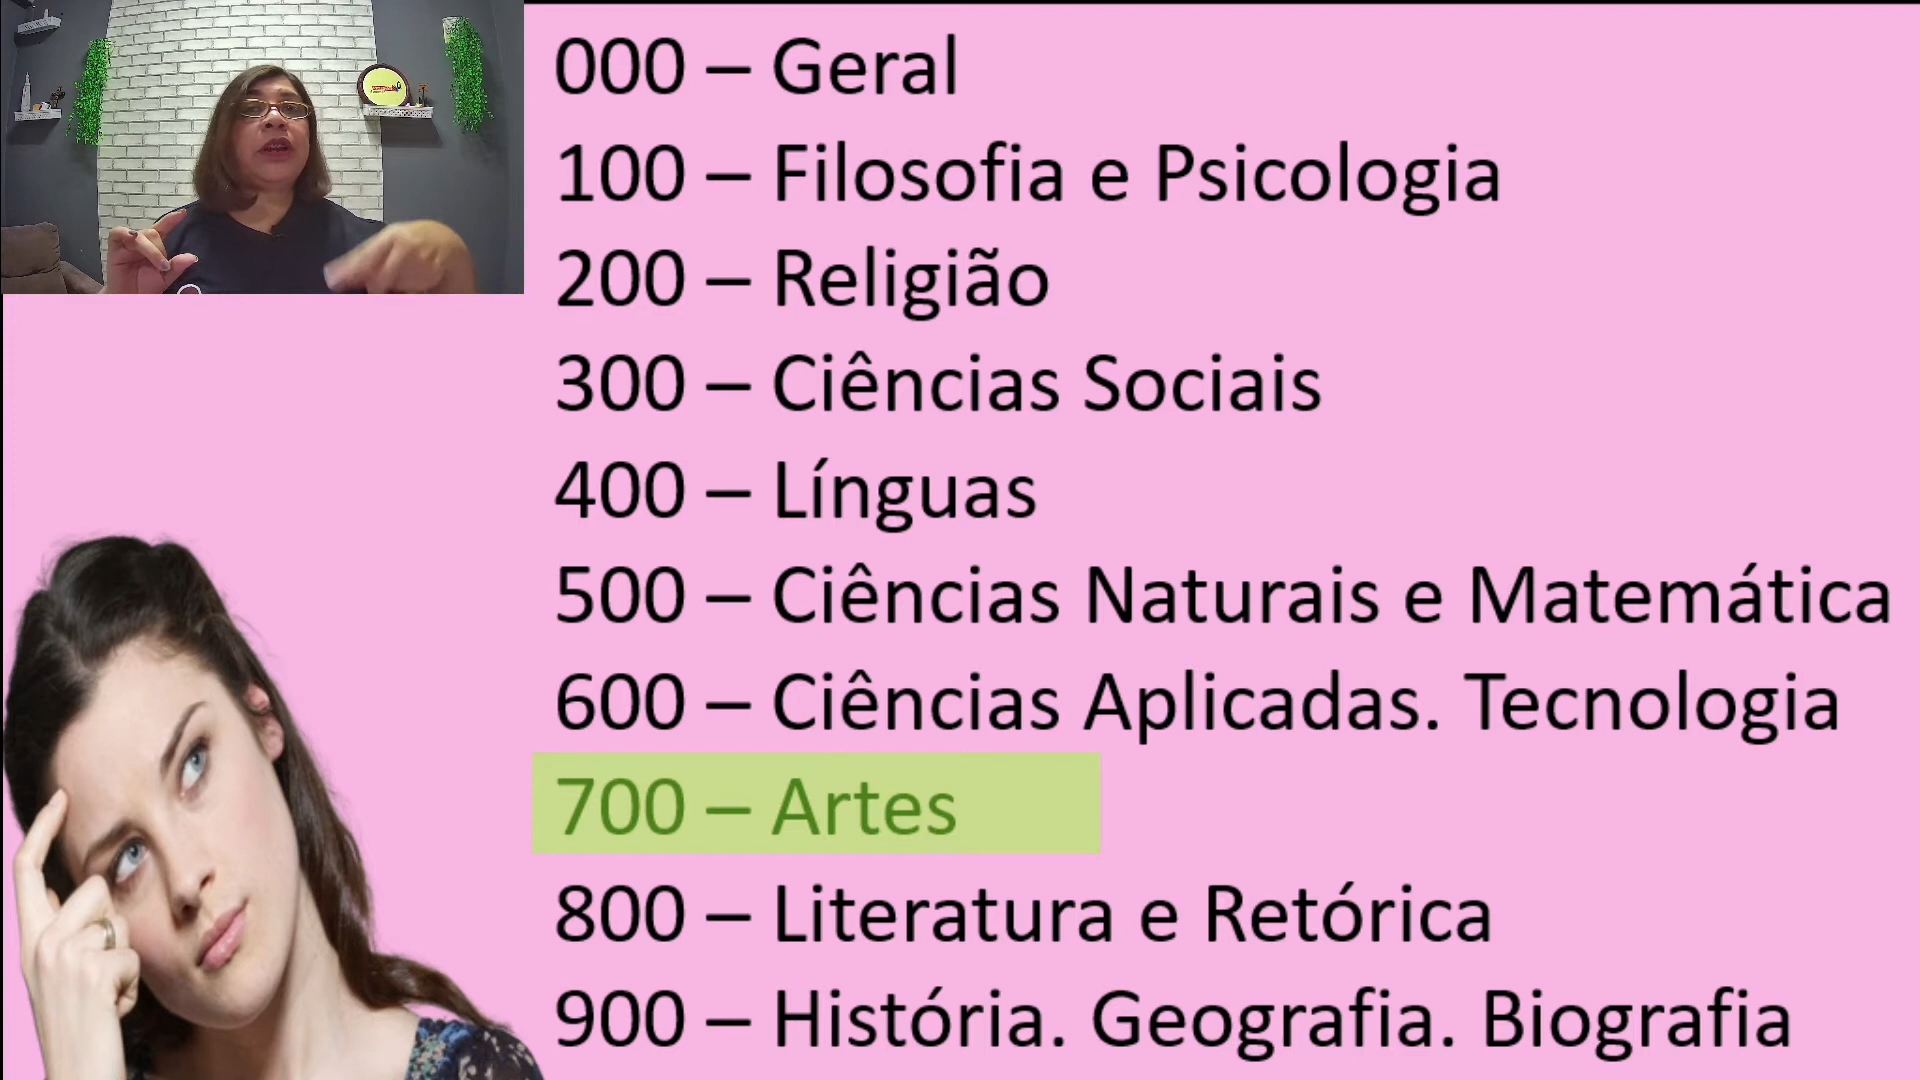 000 – Geral
100 – Filosofia e Psicologia
200 – Religião
300 – Ciências Sociais
400 – Línguas
500 – Ciências Naturais e Matemática
600 – Ciências Aplicadas. Tecnologia
700 – Artes
800 – Literatura e Retórica
900 – História. Geografia. Biografia